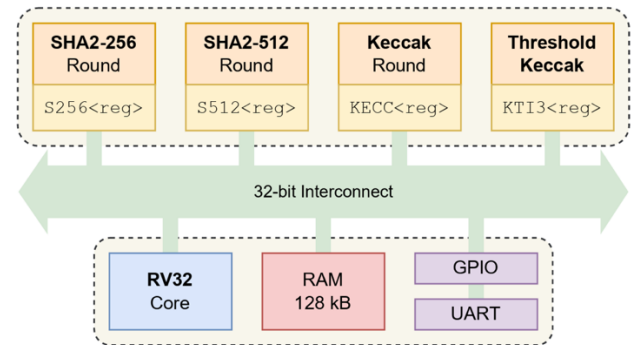 SHA2-256
Round
S256<reg>
SHA2-512
Round
S512<reg>
Keccak
Round
KECC<reg>
Threshold
Keccak
KTI3<reg>
32-bit Interconnect
RV32
Core
RAM
128 kB
GPIO
UART